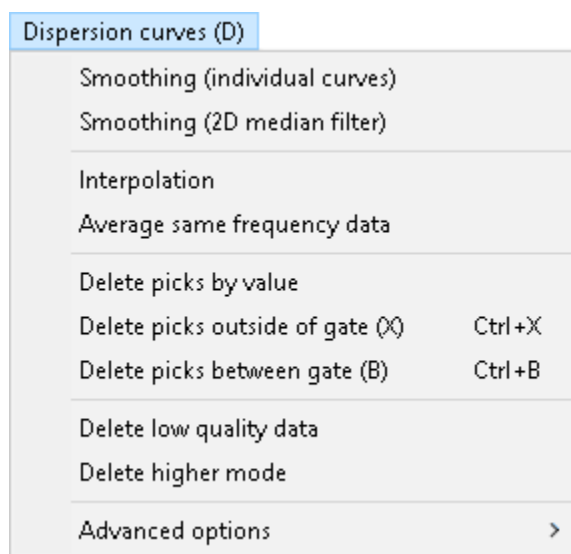 Dispersion curves (D)
Smoothing (individual curves)
Smoothing (2D median filter)
Interpolation
Average same frequency data
Delete picks by value
Delete picks outside of gate (X) Ctrl+X
Delete picks between gate (B) Ctrl+B
Delete low quality data
Delete higher mode
Advanced options